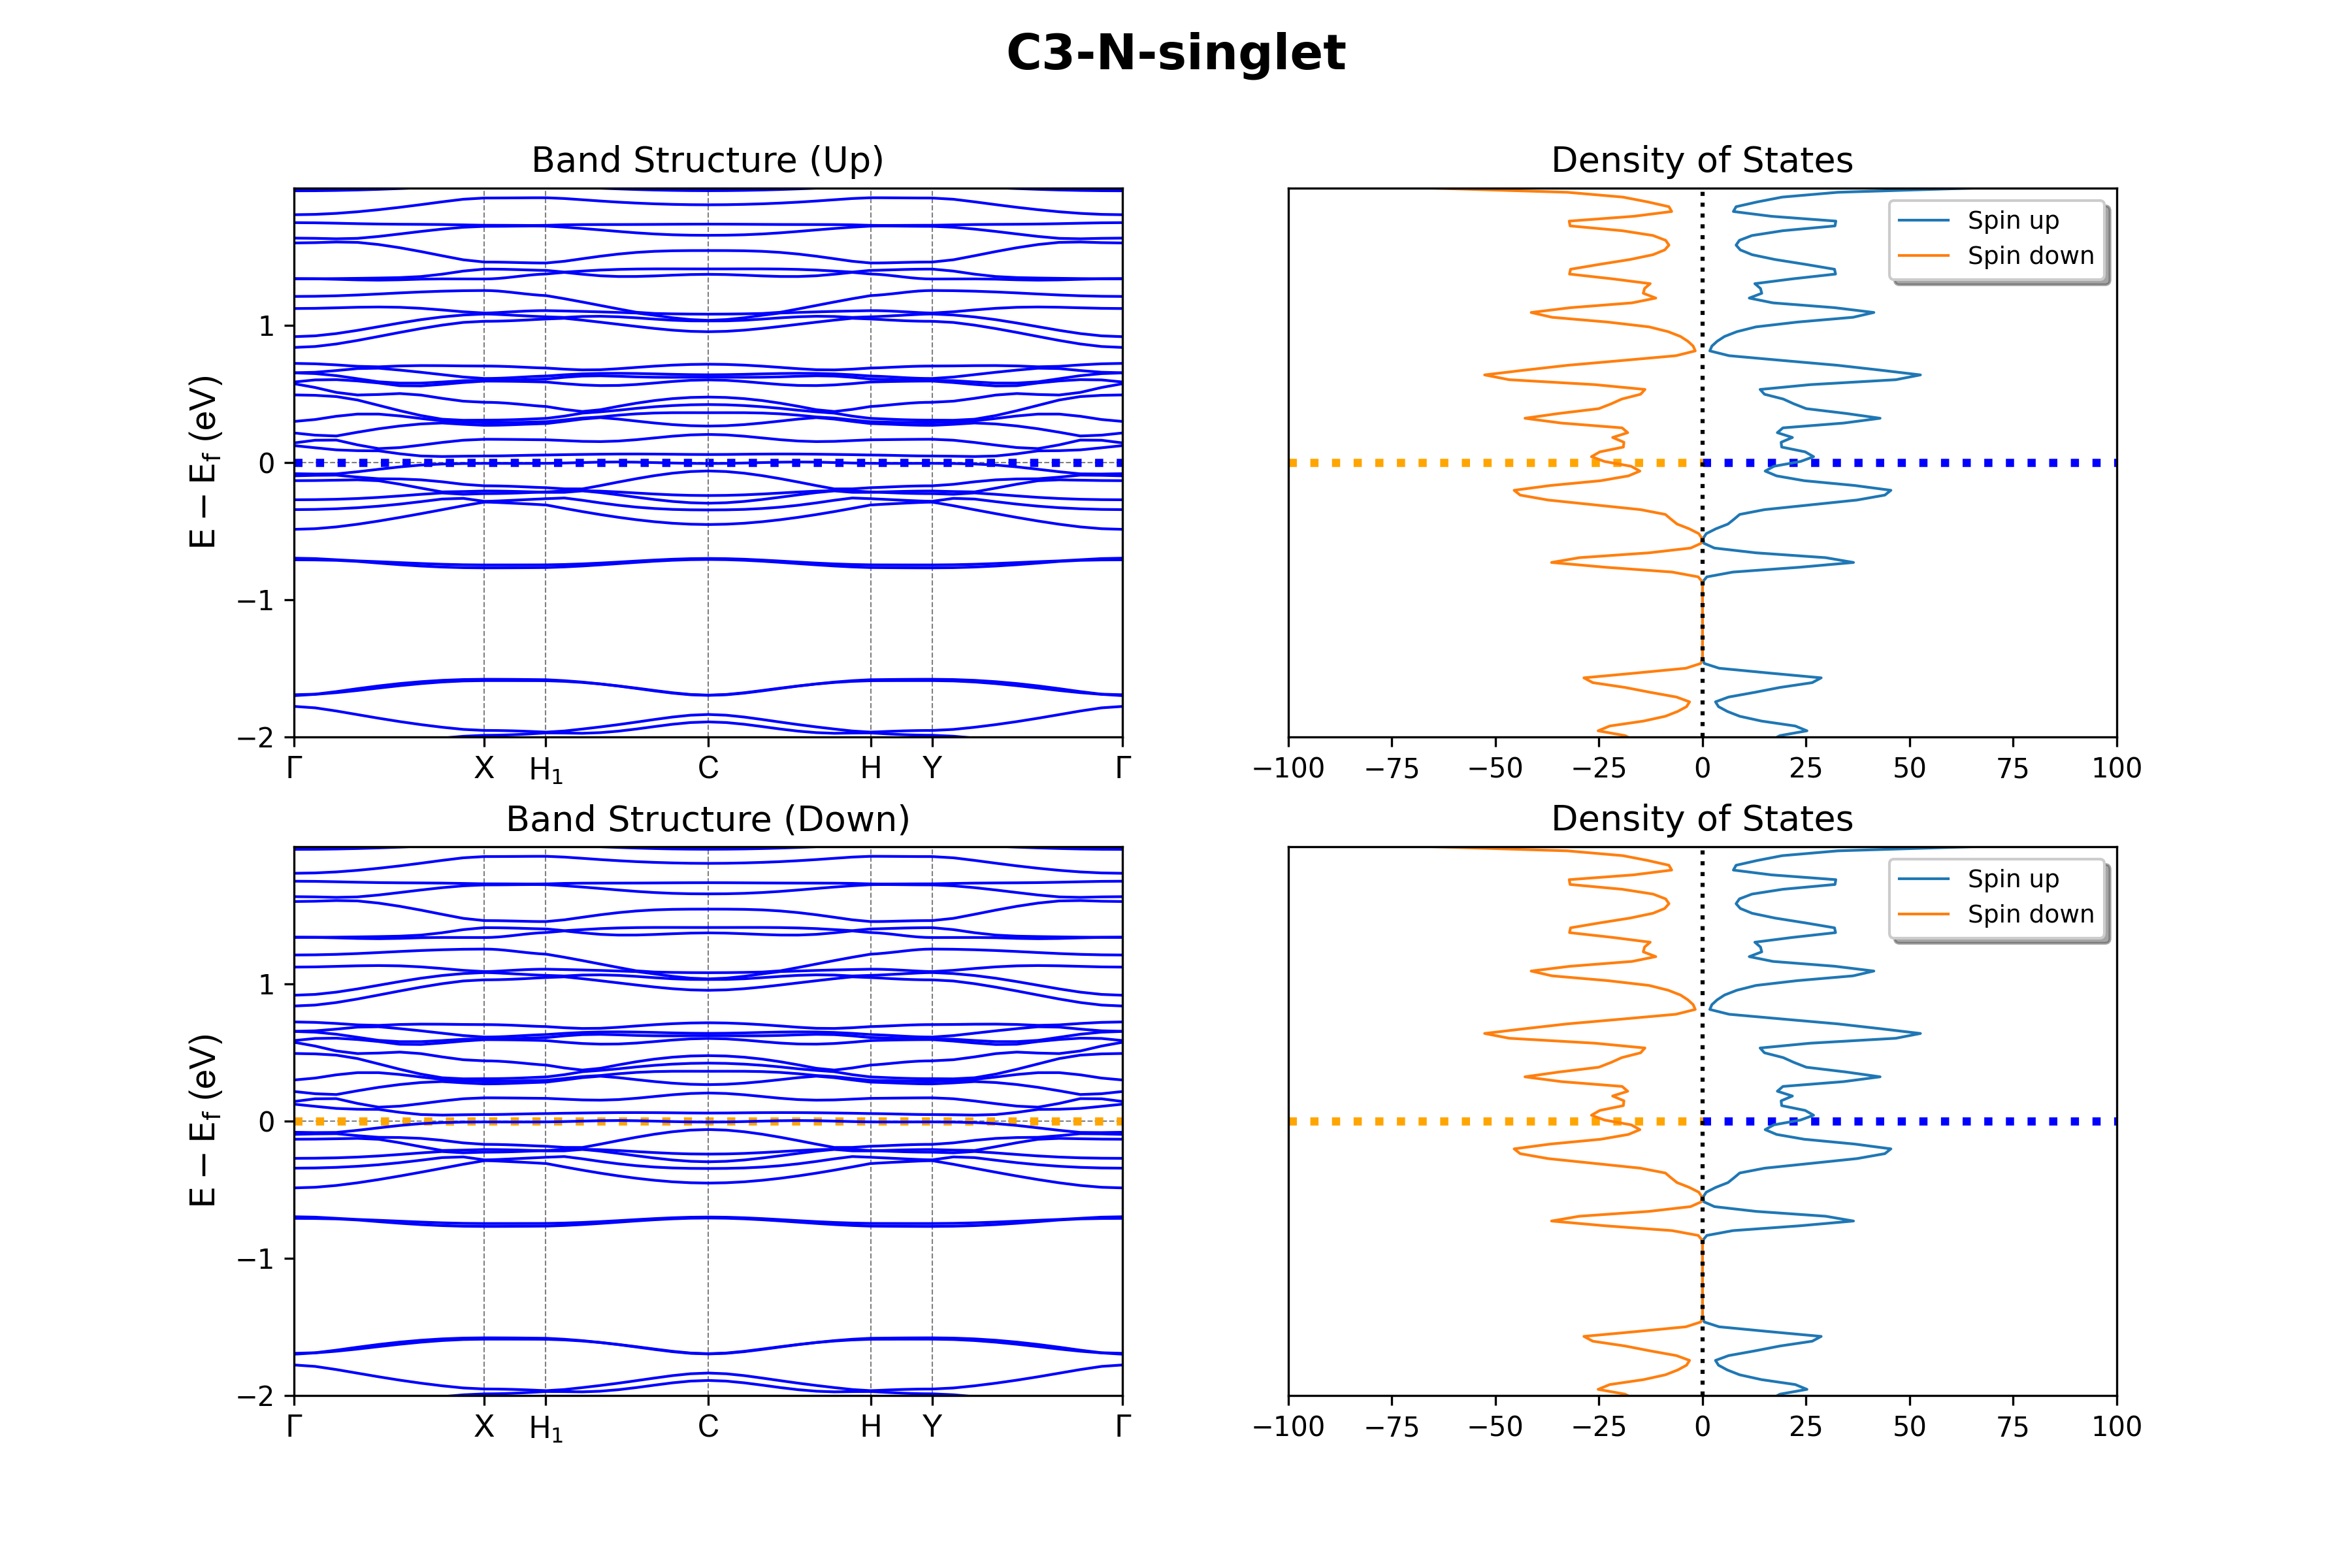 C3-N-singlet
Band Structure (Up)
Density of States
E − E_f (eV)
1
0
−1
−2
Γ X H₁ C H Y Γ
Spin up
Spin down
−100 −75 −50 −25 0 25 50 75 100
Band Structure (Down)
Density of States
E − E_f (eV)
1
0
−1
−2
Γ X H₁ C H Y Γ
Spin up
Spin down
−100 −75 −50 −25 0 25 50 75 100